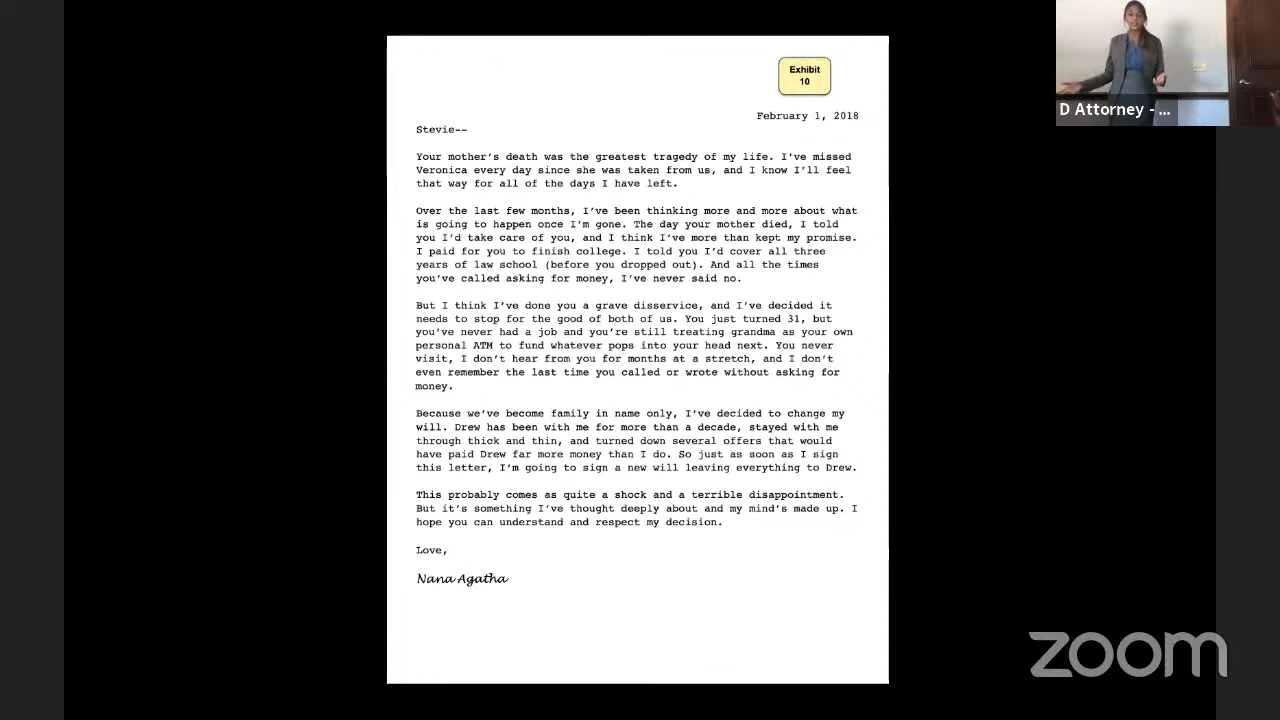 Exhibit
10
D Attorney - ...
February 1, 2018
Stevie--
Your mother's death was the greatest tragedy of my life. I've missed
Veronica every day since she was taken from us, and I know I'll feel
that way for all of the days I have left.
Over the last few months, I've been thinking more and more about what
is going to happen once I'm gone. The day your mother died, I told
you I'd take care of you, and I think I've more than kept my promise.
I paid for you to finish college. I told you I'd cover all three
years of law school (before you dropped out). And all the times
you've called asking for money, I've never said no.
But I think I've done you a grave disservice, and I've decided it
needs to stop for the good of both of us. You just turned 31, but
you've never had a job and you're still treating grandma as your own
personal ATM to fund whatever pops into your head next. You never
visit, I don't hear from you for months at a stretch, and I don't
even remember the last time you called or wrote without asking for
money.
Because we've become family in name only, I've decided to change my
will. Drew has been with me for more than a decade, stayed with me
through thick and thin, and turned down several offers that would
have paid Drew far more money than I do. So just as soon as I sign
this letter, I'm going to sign a new will leaving everything to Drew.
This probably comes as quite a shock and a terrible disappointment.
But it's something I've thought deeply about and my mind's made up. I
hope you can understand and respect my decision.
Love,
Nana Agatha
zoom